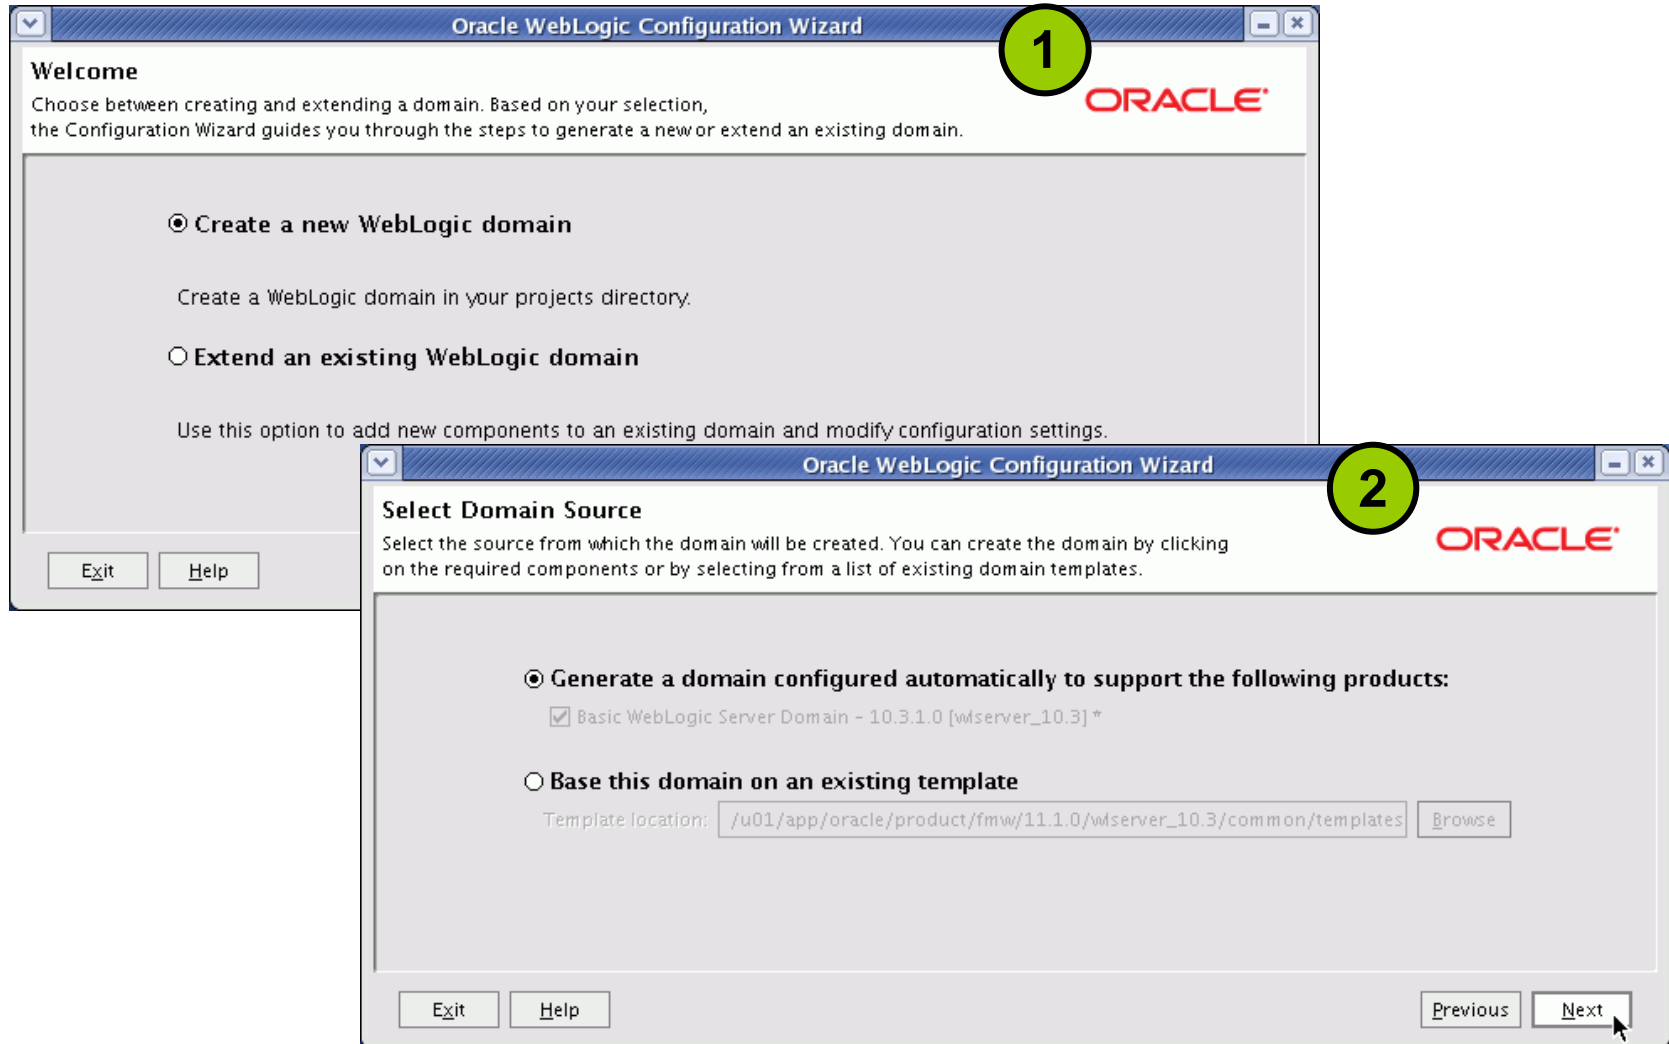 Oracle WebLogic Configuration Wizard
1
Welcome
Choose between creating and extending a domain. Based on your selection,
the Configuration Wizard guides you through the steps to generate a new or extend an existing domain.
ORACLE
Create a new WebLogic domain
Create a WebLogic domain in your projects directory.
Extend an existing WebLogic domain
Use this option to add new components to an existing domain and modify configuration settings.
Exit Help
Oracle WebLogic Configuration Wizard
2
Select Domain Source
Select the source from which the domain will be created. You can create the domain by clicking
on the required components or by selecting from a list of existing domain templates.
ORACLE
Generate a domain configured automatically to support the following products:
Basic WebLogic Server Domain - 10.3.1.0 [wlserver_10.3] *
Base this domain on an existing template
Template location: /u01/app/oracle/product/fmw/11.1.0/wlserver_10.3/common/templates Browse
Exit Help Previous Next